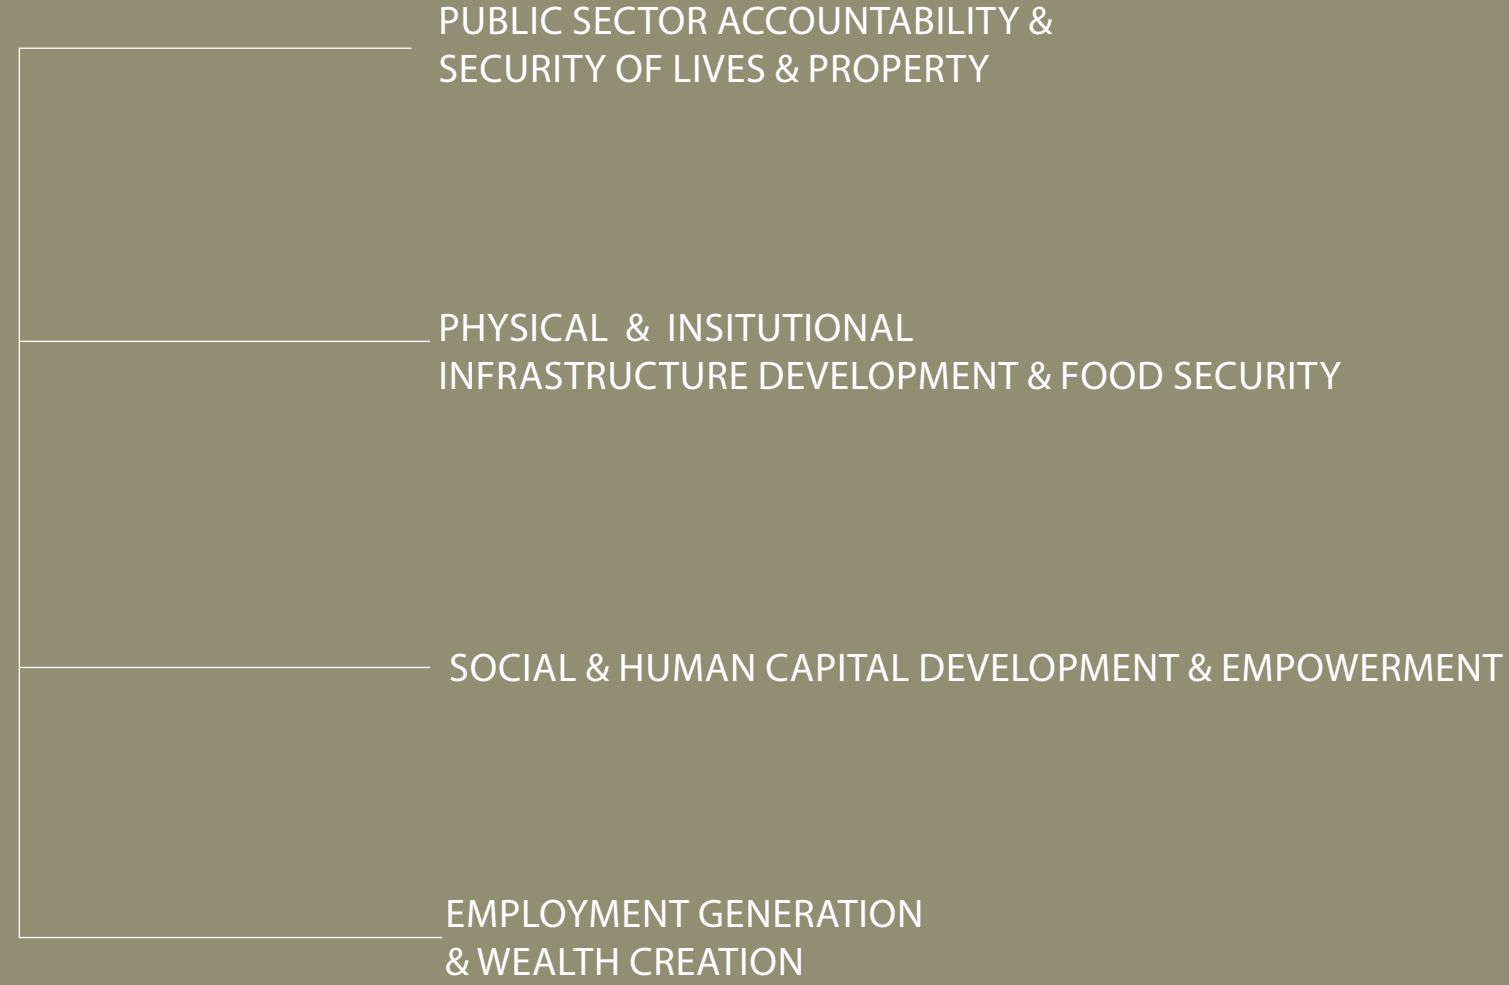 PUBLIC SECTOR ACCOUNTABILITY &
SECURITY OF LIVES & PROPERTY
PHYSICAL & INSITUTIONAL
INFRASTRUCTURE DEVELOPMENT & FOOD SECURITY
SOCIAL & HUMAN CAPITAL DEVELOPMENT & EMPOWERMENT
EMPLOYMENT GENERATION
& WEALTH CREATION